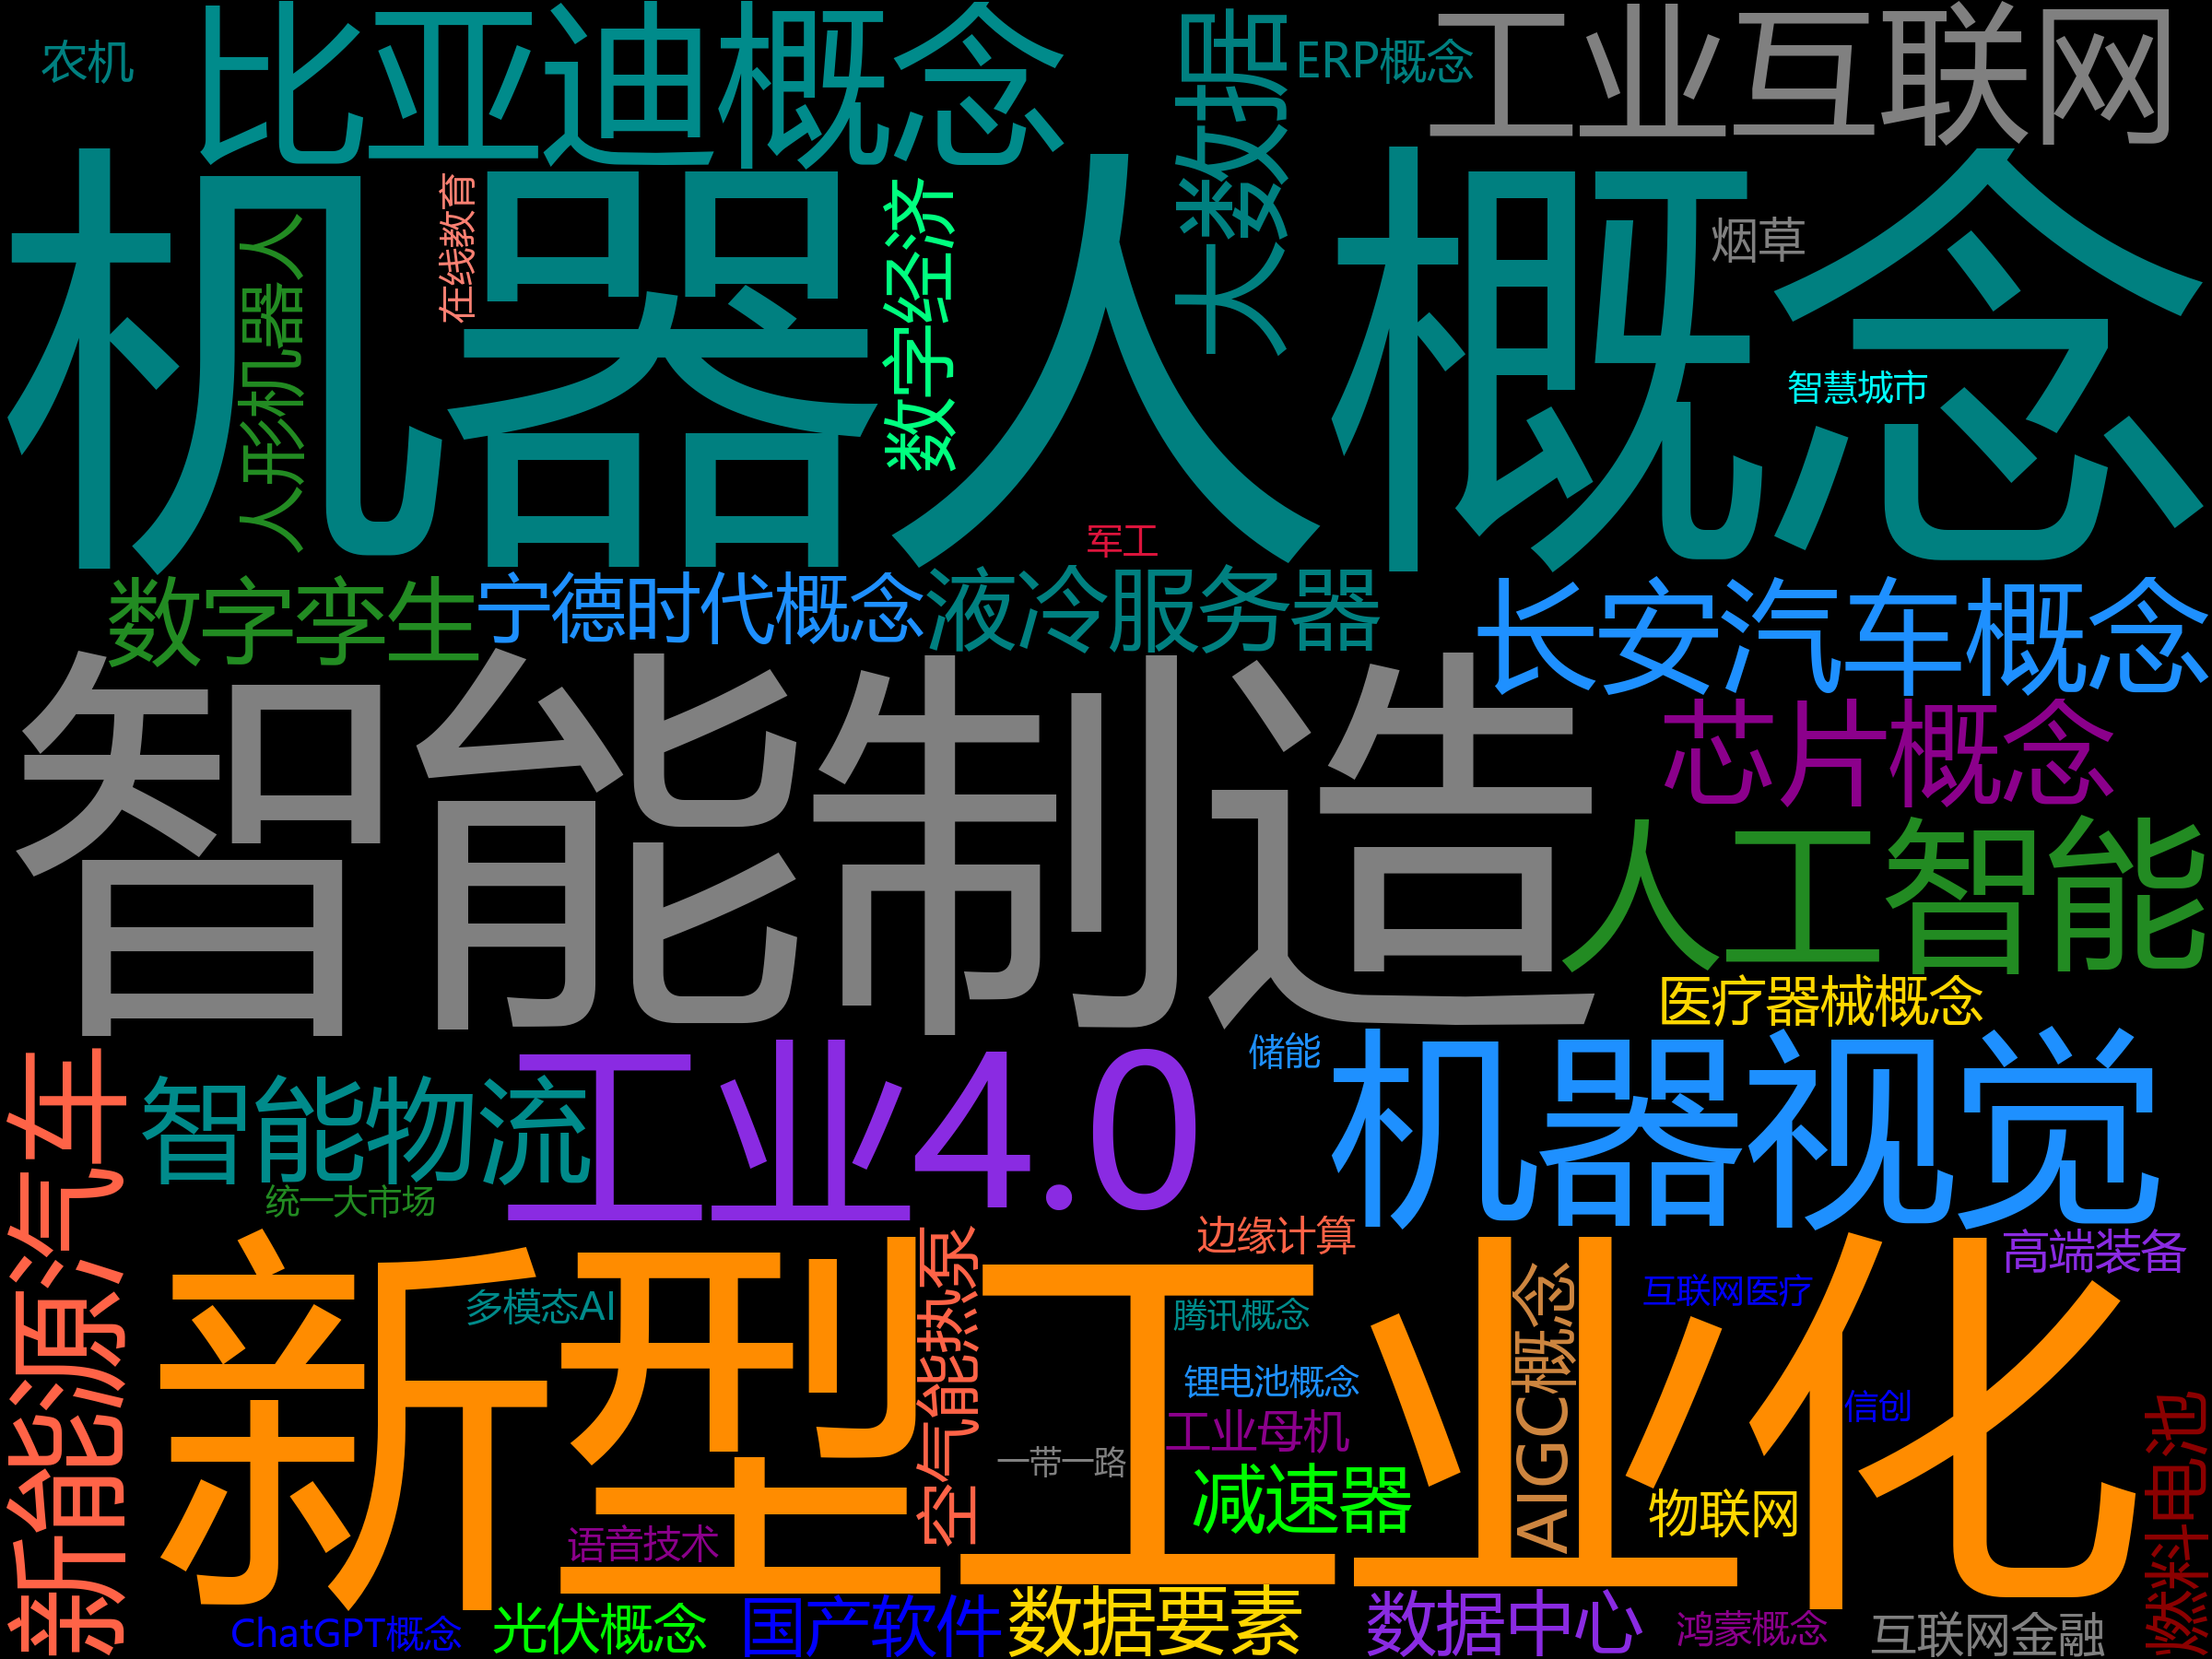 农机
比亚迪概念
大数据
ERP概念
工业互联网
机器人概念
人形机器人
在线教育
数字经济
烟草
智慧城市
军工
数字孪生
宁德时代概念
液冷服务器
长安汽车概念
智能制造
芯片概念
人工智能
医疗器械概念
新能源汽车
智能物流
工业4.0
储能
机器视觉
统一大市场
新型工业化
空气能热泵
边缘计算
高端装备
多模态AI
腾讯概念
AIGC概念
互联网医疗
锂电池概念
信创
燃料电池
工业母机
一带一路
减速器
物联网
语音技术
ChatGPT概念
光伏概念
国产软件
数据要素
数据中心
鸿蒙概念
互联网金融